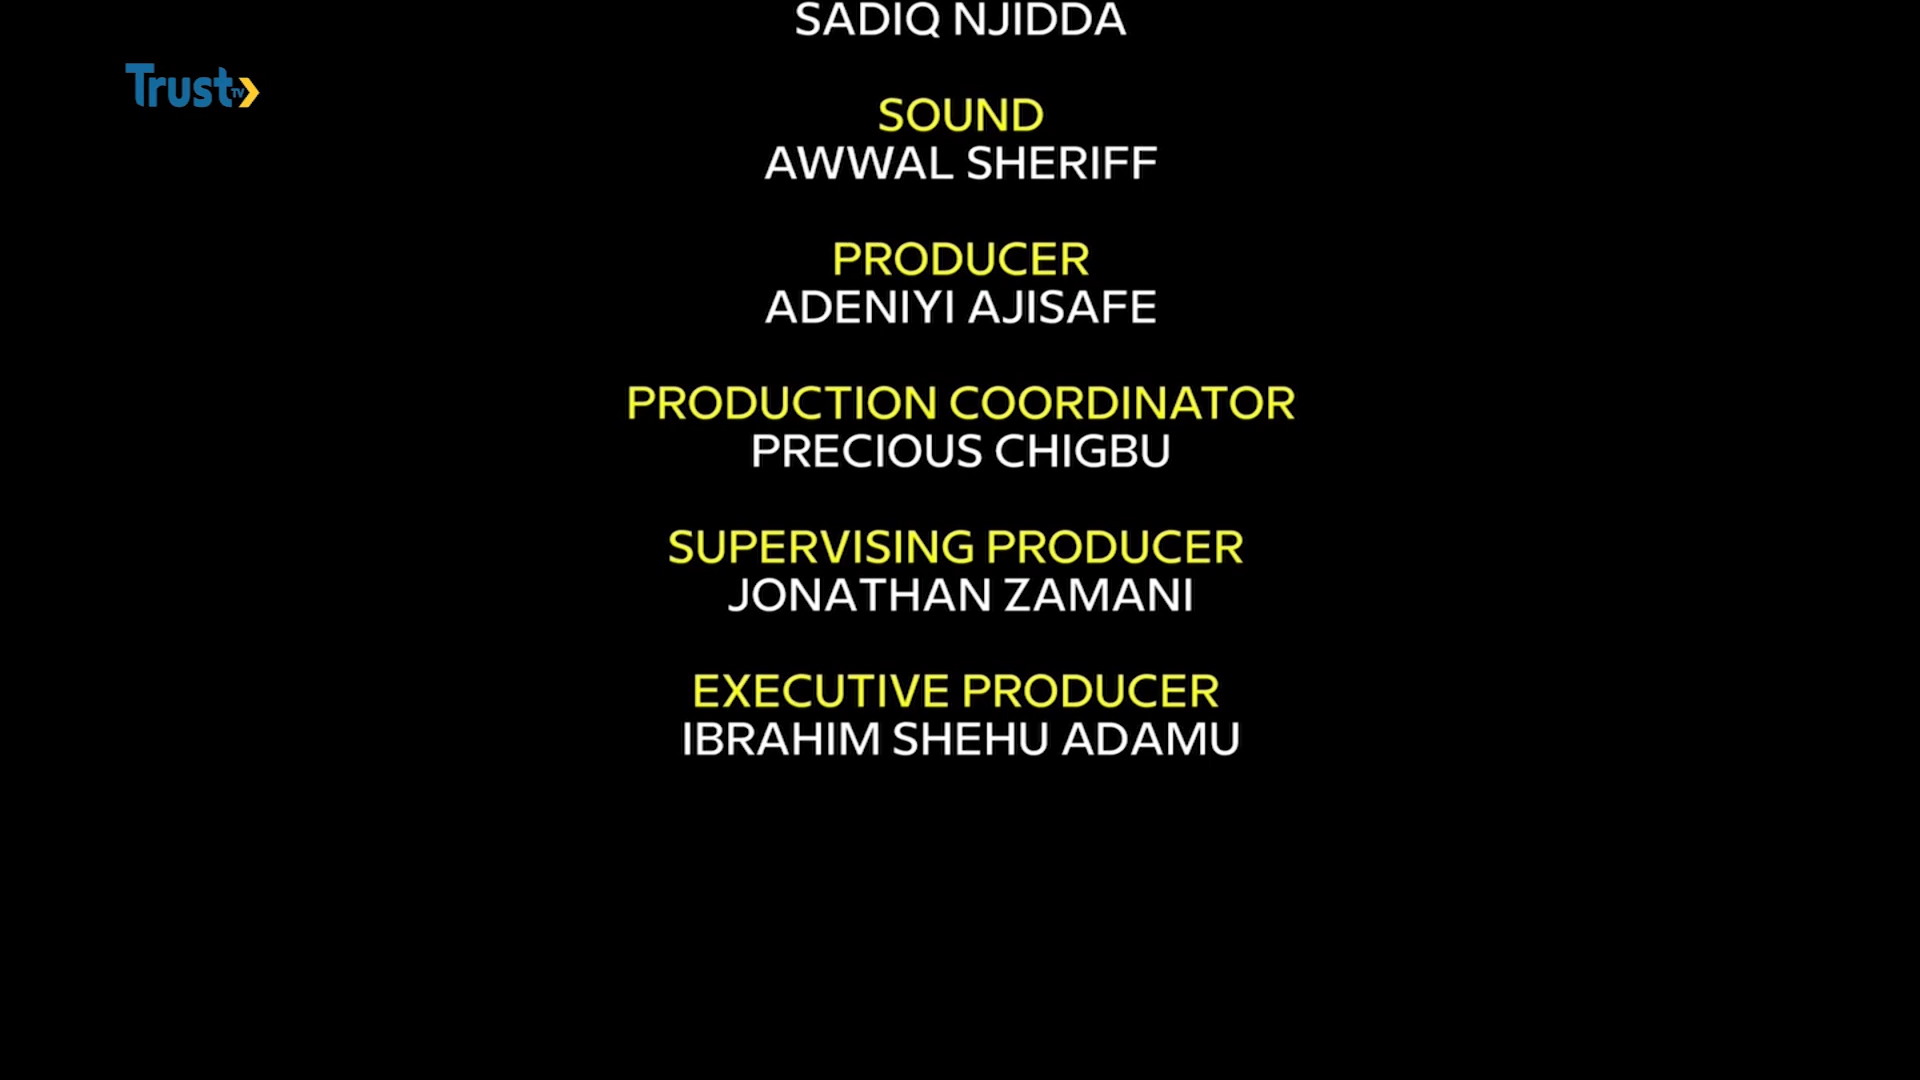 SADIQ NJIDDA
Trust TV
SOUND
AWWAL SHERIFF
PRODUCER
ADENIYI AJISAFE
PRODUCTION COORDINATOR
PRECIOUS CHIGBU
SUPERVISING PRODUCER
JONATHAN ZAMANI
EXECUTIVE PRODUCER
IBRAHIM SHEHU ADAMU